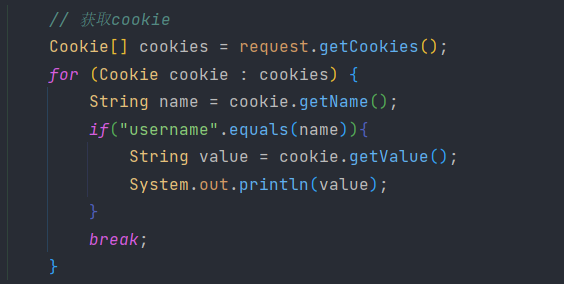 // 获取cookie
Cookie[] cookies = request.getCookies();
for (Cookie cookie : cookies) {
String name = cookie.getName();
if("username".equals(name)){
String value = cookie.getValue();
System.out.println(value);
}
break;
}